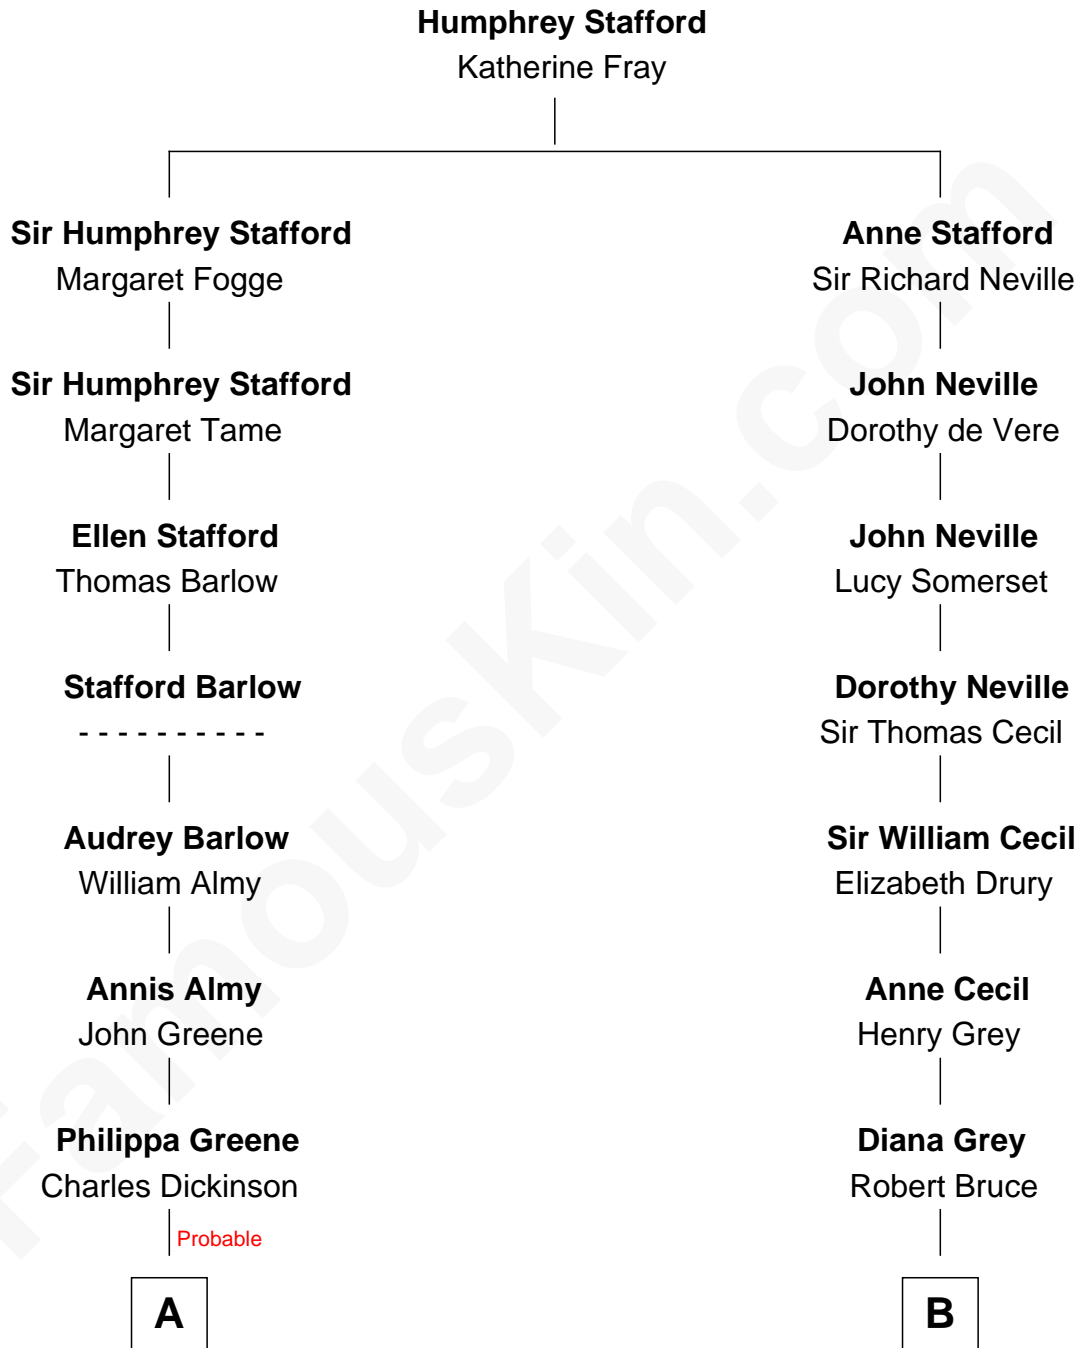 Humphrey Stafford
Katherine Fray
Sir Humphrey Stafford
Margaret Fogge
Anne Stafford
Sir Richard Neville
Sir Humphrey Stafford
Margaret Tame
John Neville
Dorothy de Vere
Ellen Stafford
Thomas Barlow
John Neville
Lucy Somerset
Stafford Barlow
- - - - - - - - - -
Dorothy Neville
Sir Thomas Cecil
Audrey Barlow
William Almy
Sir William Cecil
Elizabeth Drury
Annis Almy
John Greene
Anne Cecil
Henry Grey
Philippa Greene
Charles Dickinson
Diana Grey
Robert Bruce
Probable
A
B
FamousKin.com